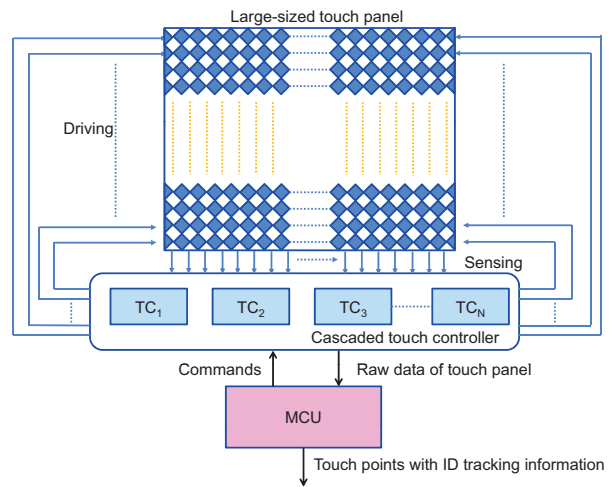 Large-sized touch panel
Driving
Sensing
TC1 TC2 TC3 TCN
Cascaded touch controller
Commands Raw data of touch panel
MCU
Touch points with ID tracking information